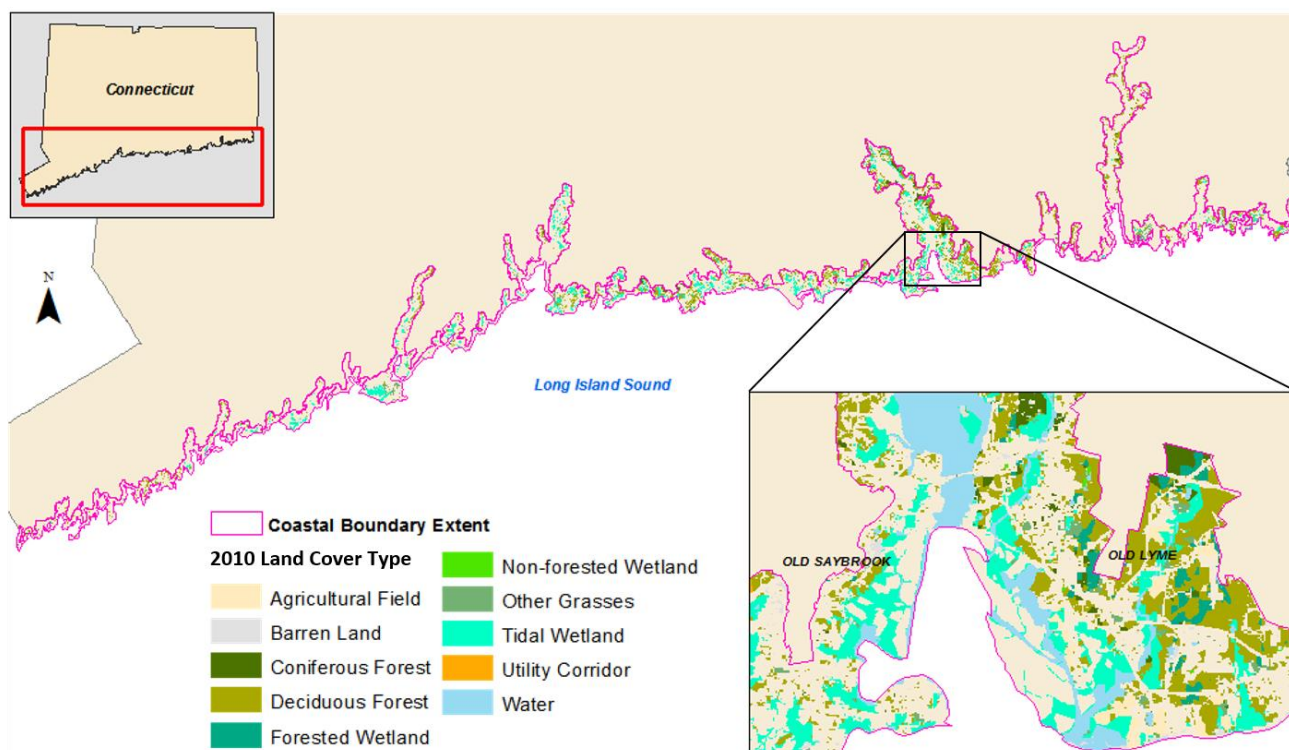 Connecticut
N
Long Island Sound
Coastal Boundary Extent
2010 Land Cover Type
Agricultural Field
Barren Land
Coniferous Forest
Deciduous Forest
Forested Wetland
Non-forested Wetland
Other Grasses
Tidal Wetland
Utility Corridor
Water
OLD SAYBROOK
OLD LYME